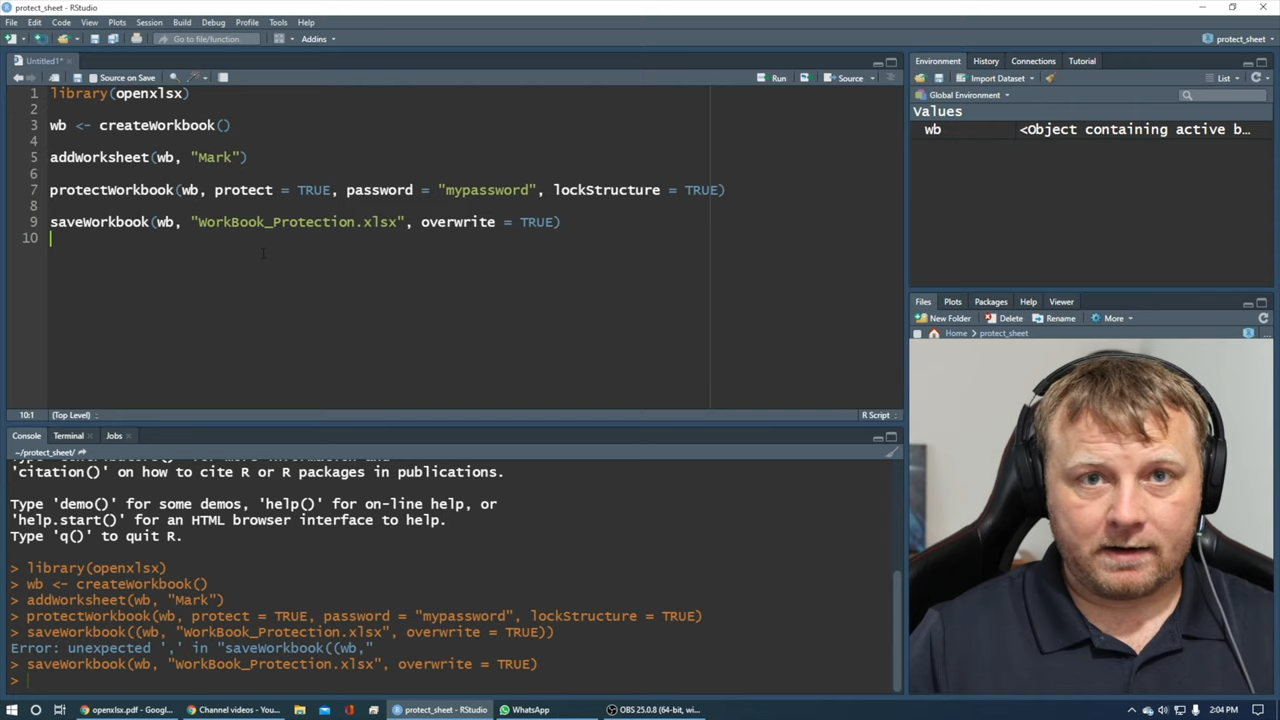 protect_sheet - RStudio
File Edit Code View Plots Session Build Debug Profile Tools Help
Go to file/function Addins protect_sheet
Untitled1*
Source on Save Run Source
1 library(openxlsx)
2
3 wb <- createWorkbook()
4
5 addWorksheet(wb, "Mark")
6
7 protectWorkbook(wb, protect = TRUE, password = "mypassword", lockStructure = TRUE)
8
9 saveWorkbook(wb, "WorkBook_Protection.xlsx", overwrite = TRUE)
10
10:1 (Top Level) R Script
Console Terminal Jobs
~/protect_sheet/
'citation()' on how to cite R or R packages in publications.
Type 'demo()' for some demos, 'help()' for on-line help, or
'help.start()' for an HTML browser interface to help.
Type 'q()' to quit R.
> library(openxlsx)
> wb <- createWorkbook()
> addWorksheet(wb, "Mark")
> protectWorkbook(wb, protect = TRUE, password = "mypassword", lockStructure = TRUE)
> saveWorkbook((wb, "WorkBook_Protection.xlsx", overwrite = TRUE))
Error: unexpected ',' in "saveWorkbook((wb,"
> saveWorkbook(wb, "WorkBook_Protection.xlsx", overwrite = TRUE)
>
Environment History Connections Tutorial
Import Dataset List
Global Environment
Values
wb <Object containing active b...
Files Plots Packages Help Viewer
New Folder Delete Rename More
Home protect_sheet
openxlsx.pdf - Googl... Channel videos - You... protect_sheet - RStudio WhatsApp OBS 25.0.8 (64-bit, wi... 2:04 PM